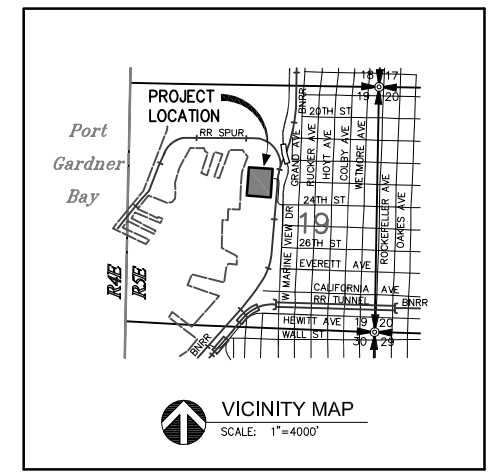 18 17
19 20
PROJECT
LOCATION
BNRR
20TH ST
Port
Gardner
Bay
RR SPUR
GRAND AVE
RUCKER AVE
HOYT AVE
COLBY AVE
WETMORE AVE
ROCKEFELLER AVE
OAKES AVE
24TH ST
19
W MARINE VIEW DR
26TH ST
EVERETT AVE
R4E
R5E
CALIFORNIA AVE
RR TUNNEL
BNRR
HEWITT AVE
19 20
WALL ST
30 29
BNRR
VICINITY MAP
SCALE: 1"=4000'